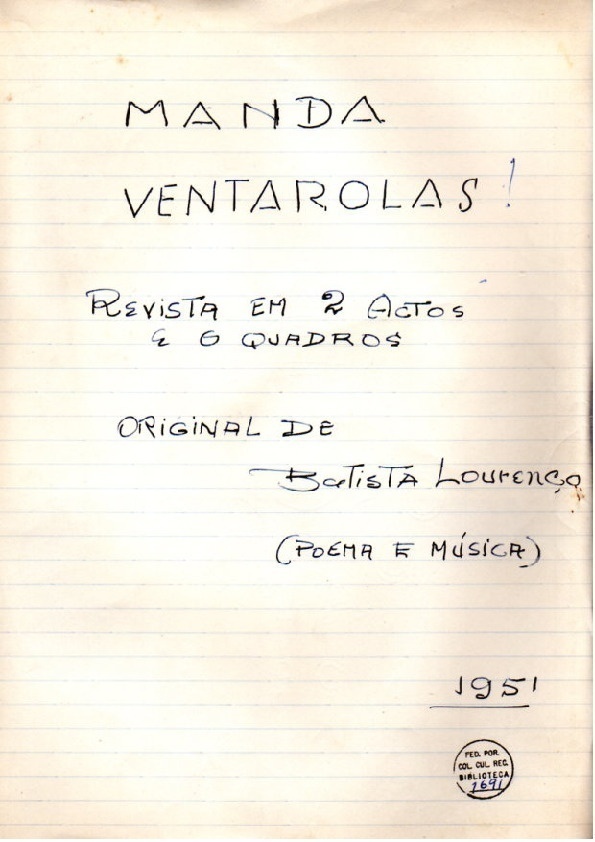 MANDA
VENTAROLAS!
REVISTA EM 2 ACTOS
E 6 QUADROS
ORIGINAL DE
BATISTA LOURENÇO
(POEMA E MÚSICA)
1951
FED. POR.
COL. CUL. REC.
BIBLIOTECA
1691